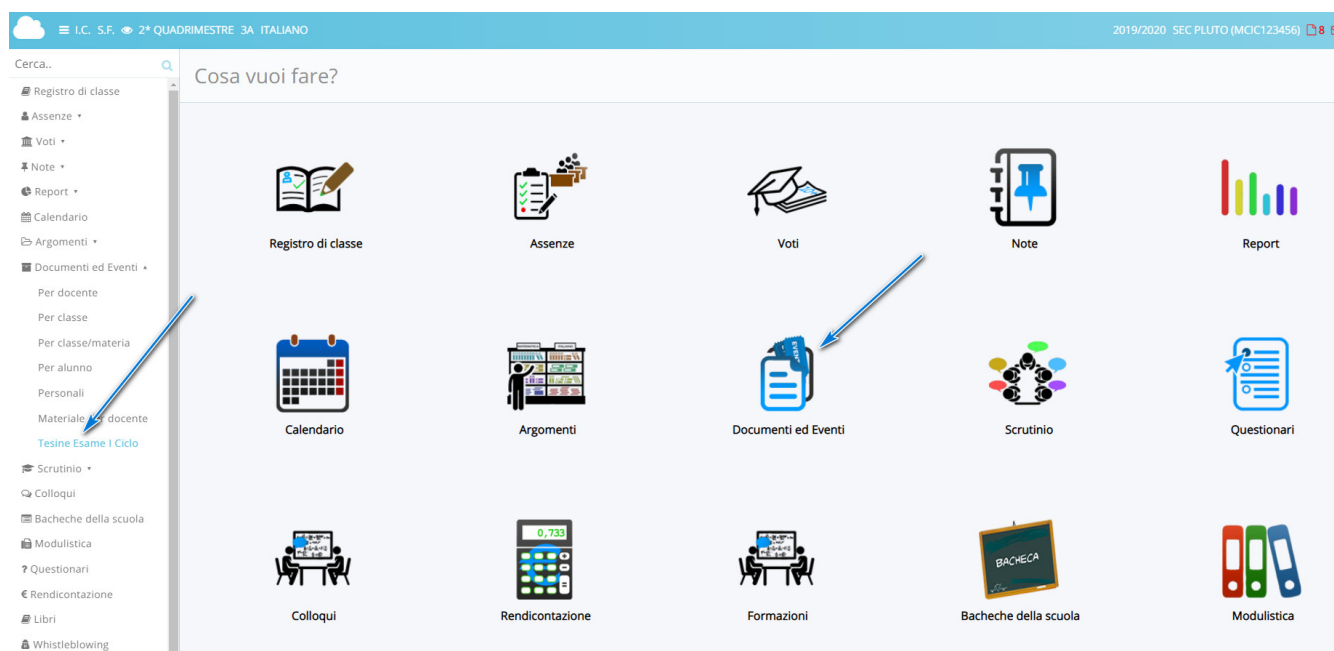 I.C. S.F. 2* QUADRIMESTRE 3A ITALIANO
2019/2020 SEC PLUTO (MCIC123456) 8
Cerca..
Registro di classe
Assenze
Voti
Note
Report
Calendario
Argomenti
Documenti ed Eventi
Per docente
Per classe
Per classe/materia
Per alunno
Personali
Materiale docente
Tesine Esame I Ciclo
Scrutinio
Colloqui
Bacheche della scuola
Modulistica
? Questionari
€ Rendicontazione
Libri
Whistleblowing
Cosa vuoi fare?
Registro di classe
Assenze
Voti
Note
Report
EVENT
Calendario
Argomenti
Documenti ed Eventi
Scrutinio
Questionari
0,733
BACHECA
Colloqui
Rendicontazione
Formazioni
Bacheche della scuola
Modulistica